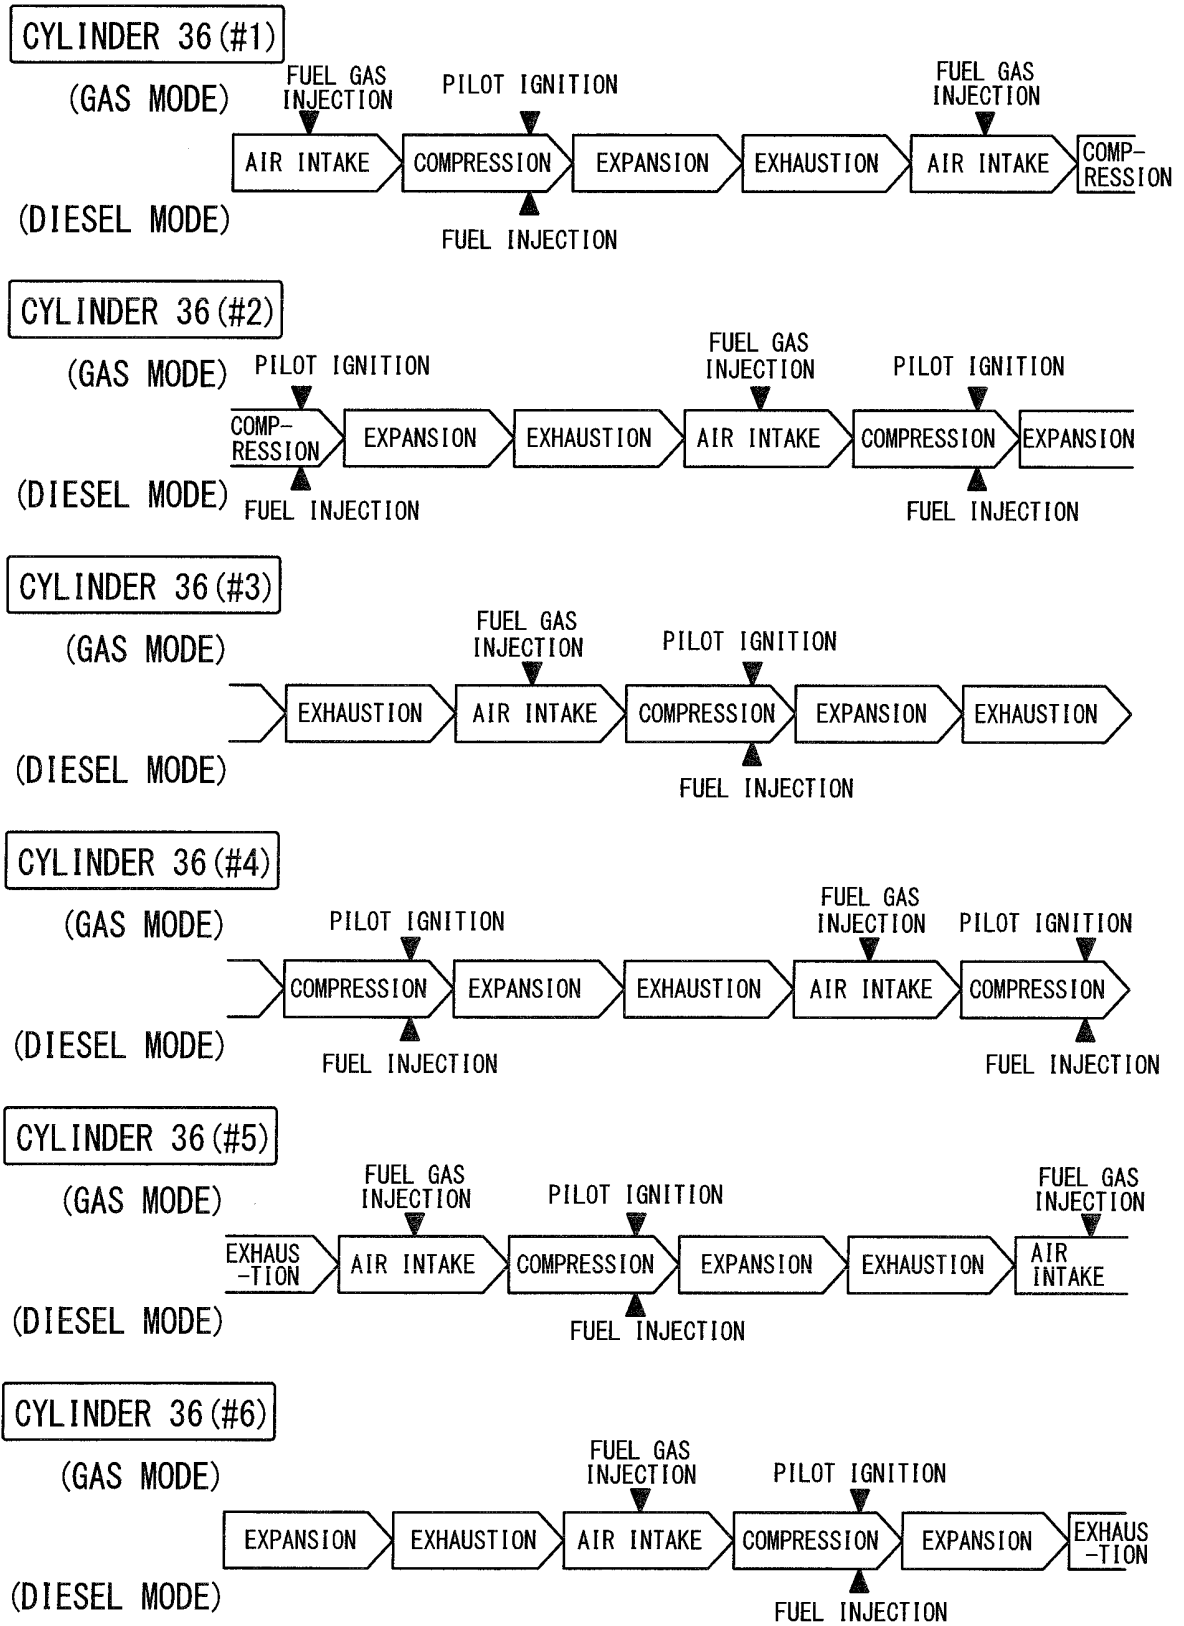 CYLINDER 36(#1)
(GAS MODE)
FUEL GAS
INJECTION
PILOT IGNITION
FUEL GAS
INJECTION
AIR INTAKE
COMPRESSION
EXPANSION
EXHAUSTION
AIR INTAKE
COMP-
RESSION
(DIESEL MODE)
FUEL INJECTION
CYLINDER 36(#2)
(GAS MODE)
PILOT IGNITION
FUEL GAS
INJECTION
PILOT IGNITION
COMP-
RESSION
EXPANSION
EXHAUSTION
AIR INTAKE
COMPRESSION
EXPANSION
(DIESEL MODE)
FUEL INJECTION
FUEL INJECTION
CYLINDER 36(#3)
(GAS MODE)
FUEL GAS
INJECTION
PILOT IGNITION
EXHAUSTION
AIR INTAKE
COMPRESSION
EXPANSION
EXHAUSTION
(DIESEL MODE)
FUEL INJECTION
CYLINDER 36(#4)
(GAS MODE)
PILOT IGNITION
FUEL GAS
INJECTION
PILOT IGNITION
COMPRESSION
EXPANSION
EXHAUSTION
AIR INTAKE
COMPRESSION
(DIESEL MODE)
FUEL INJECTION
FUEL INJECTION
CYLINDER 36(#5)
(GAS MODE)
FUEL GAS
INJECTION
PILOT IGNITION
FUEL GAS
INJECTION
EXHAUS
-TION
AIR INTAKE
COMPRESSION
EXPANSION
EXHAUSTION
AIR
INTAKE
(DIESEL MODE)
FUEL INJECTION
CYLINDER 36(#6)
(GAS MODE)
FUEL GAS
INJECTION
PILOT IGNITION
EXPANSION
EXHAUSTION
AIR INTAKE
COMPRESSION
EXPANSION
EXHAUS
-TION
(DIESEL MODE)
FUEL INJECTION